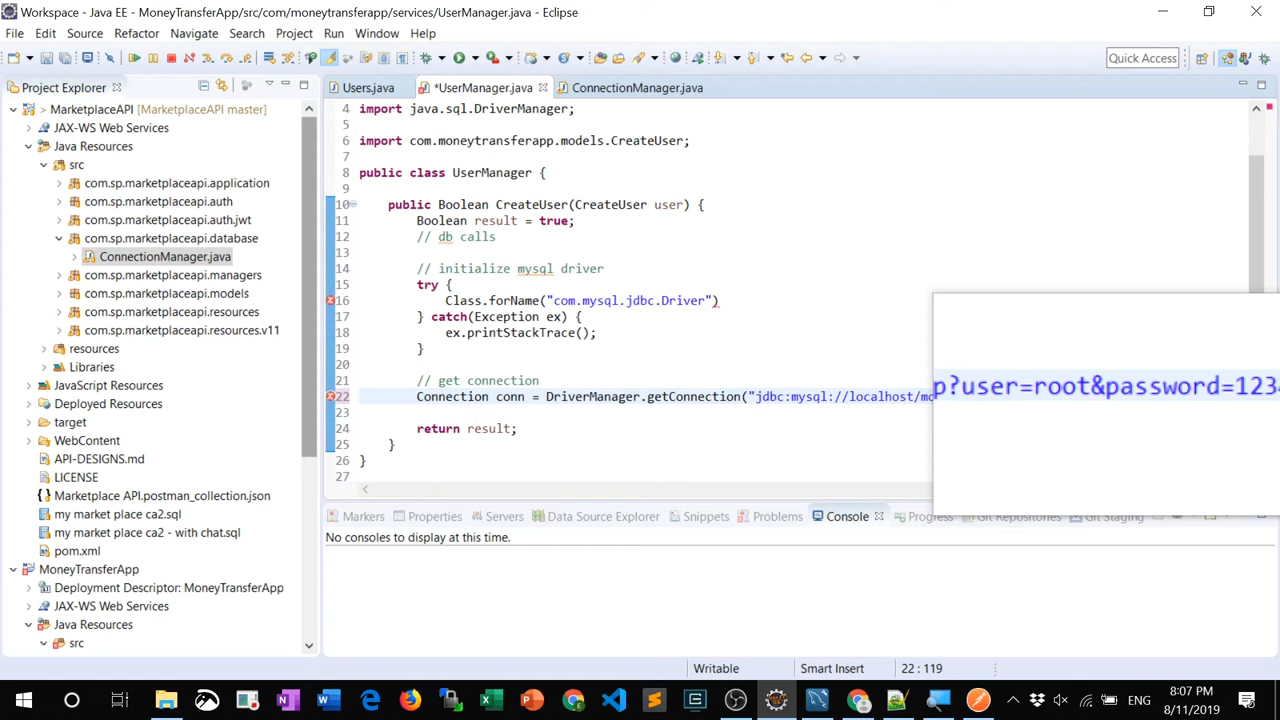 Workspace - Java EE - MoneyTransferApp/src/com/moneytransferapp/services/UserManager.java - Eclipse
File Edit Source Refactor Navigate Search Project Run Window Help
Quick Access
Project Explorer
Users.java
*UserManager.java
ConnectionManager.java
> MarketplaceAPI [MarketplaceAPI master]
JAX-WS Web Services
Java Resources
src
com.sp.marketplaceapi.application
com.sp.marketplaceapi.auth
com.sp.marketplaceapi.auth.jwt
com.sp.marketplaceapi.database
ConnectionManager.java
com.sp.marketplaceapi.managers
com.sp.marketplaceapi.models
com.sp.marketplaceapi.resources
com.sp.marketplaceapi.resources.v11
resources
Libraries
JavaScript Resources
Deployed Resources
target
WebContent
API-DESIGNS.md
LICENSE
Marketplace API.postman_collection.json
my market place ca2.sql
my market place ca2 - with chat.sql
pom.xml
MoneyTransferApp
Deployment Descriptor: MoneyTransferApp
JAX-WS Web Services
Java Resources
src
4 import java.sql.DriverManager;
5
6 import com.moneytransferapp.models.CreateUser;
7
8 public class UserManager {
9
10 public Boolean CreateUser(CreateUser user) {
11 Boolean result = true;
12 // db calls
13
14 // initialize mysql driver
15 try {
16 Class.forName("com.mysql.jdbc.Driver")
17 } catch(Exception ex) {
18 ex.printStackTrace();
19 }
20
21 // get connection
22 Connection conn = DriverManager.getConnection("jdbc:mysql://localhost/mo
23
24 return result;
25 }
26 }
27
p?user=root&password=123
Markers Properties Servers Data Source Explorer Snippets Problems Console Progress Git Repositories Git Staging
No consoles to display at this time.
Writable Smart Insert 22 : 119
ENG
8:07 PM
8/11/2019